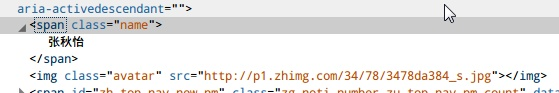 aria-activedescendant="">
<span class="name">
张秋怡
</span>
<img class="avatar" src="http://p1.zhimg.com/34/78/3478da384_s.jpg"></img>